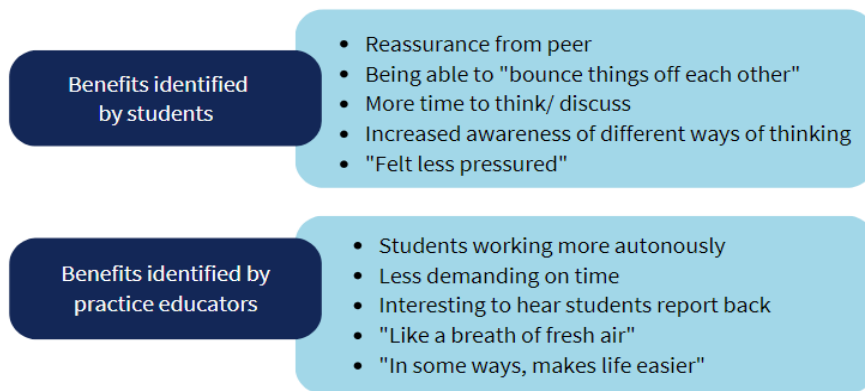 Benefits identified
by students
• Reassurance from peer
• Being able to "bounce things off each other"
• More time to think/ discuss
• Increased awareness of different ways of thinking
• "Felt less pressured"
Benefits identified by
practice educators
• Students working more autonously
• Less demanding on time
• Interesting to hear students report back
• "Like a breath of fresh air"
• "In some ways, makes life easier"